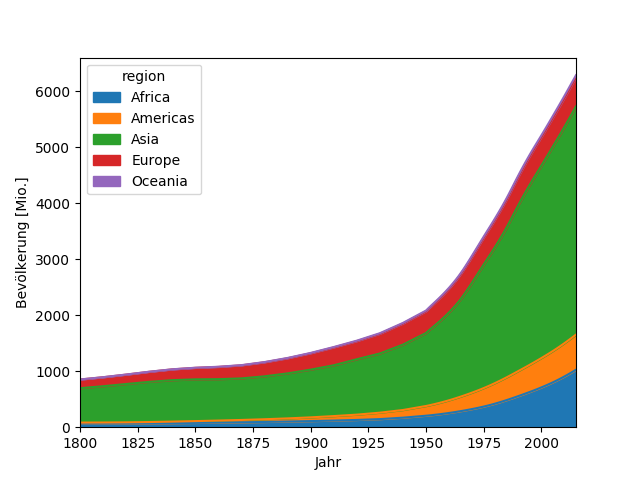 region
Africa
Americas
Asia
Europe
Oceania
Bevölkerung [Mio.]
6000
5000
4000
3000
2000
1000
0
1800 1825 1850 1875 1900 1925 1950 1975 2000
Jahr